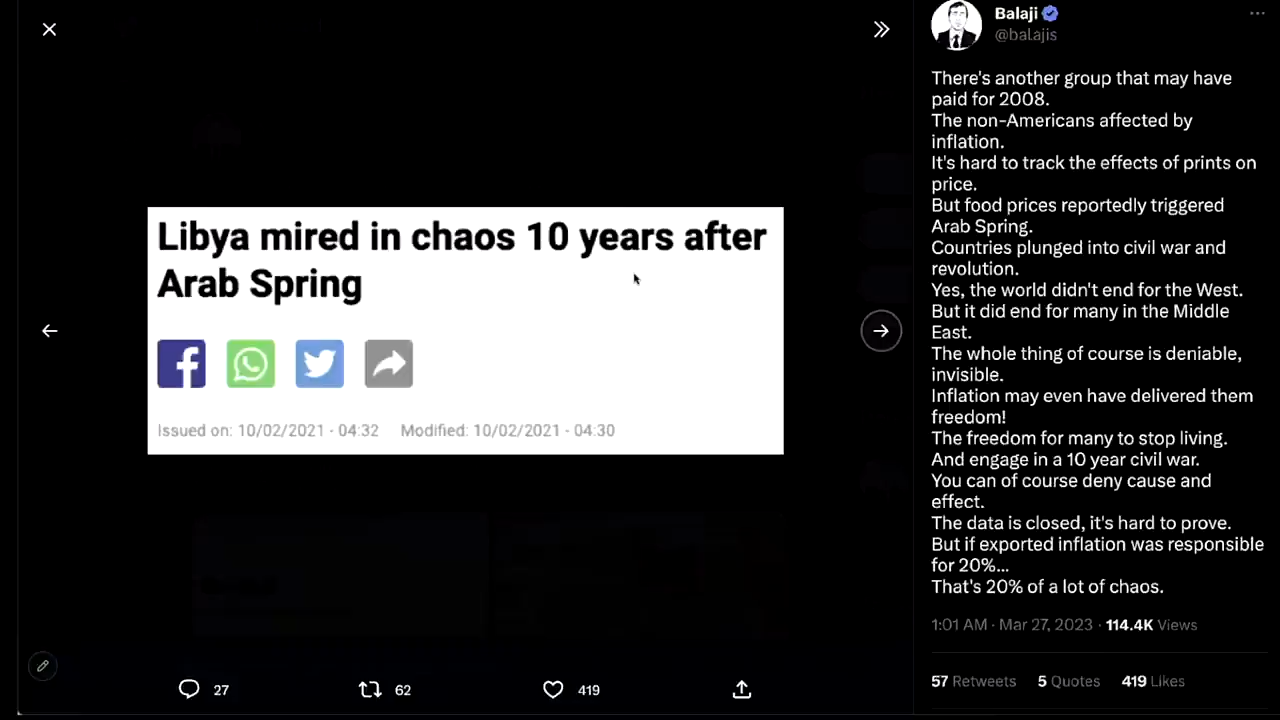 Libya mired in chaos 10 years after
Arab Spring
Issued on: 10/02/2021 - 04:32 Modified: 10/02/2021 - 04:30
27 62 419
Balaji
@balajis
There's another group that may have
paid for 2008.
The non-Americans affected by
inflation.
It's hard to track the effects of prints on
price.
But food prices reportedly triggered
Arab Spring.
Countries plunged into civil war and
revolution.
Yes, the world didn't end for the West.
But it did end for many in the Middle
East.
The whole thing of course is deniable,
invisible.
Inflation may even have delivered them
freedom!
The freedom for many to stop living.
And engage in a 10 year civil war.
You can of course deny cause and
effect.
The data is closed, it's hard to prove.
But if exported inflation was responsible
for 20%...
That's 20% of a lot of chaos.
1:01 AM · Mar 27, 2023 · 114.4K Views
57 Retweets 5 Quotes 419 Likes